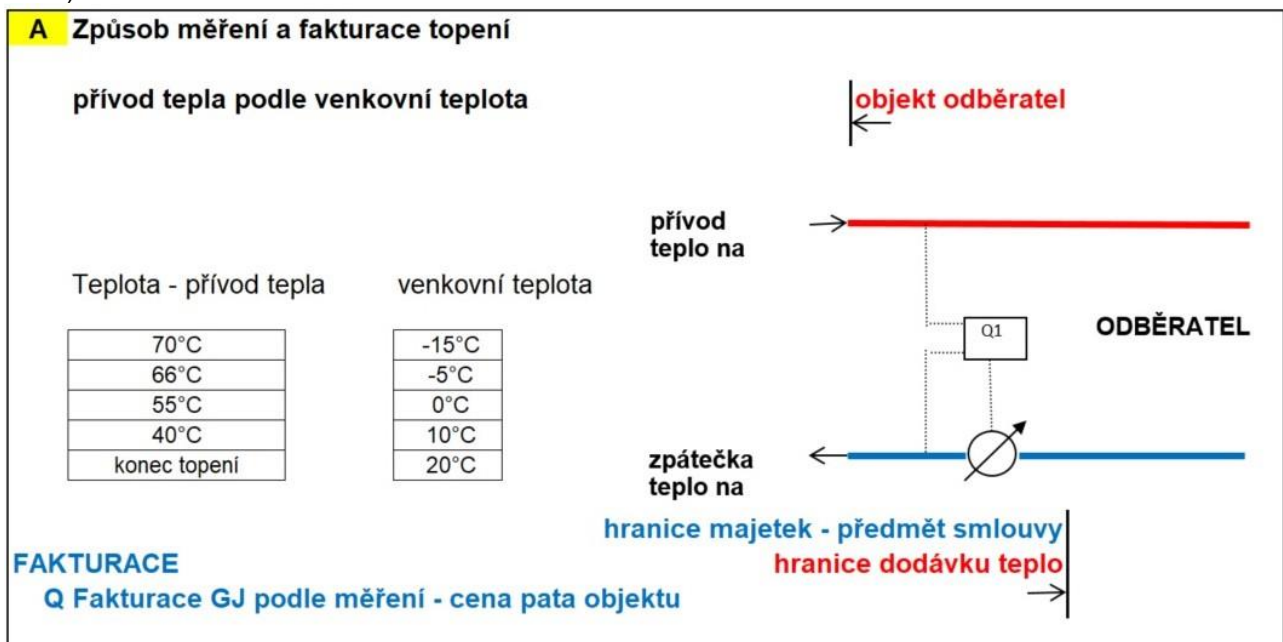 A Způsob měření a fakturace topení
přívod tepla podle venkovní teplota
objekt odběratel
přívod
teplo na
Teplota - přívod tepla venkovní teplota
70°C -15°C
66°C -5°C
55°C 0°C
40°C 10°C
konec topení 20°C
Q1
ODBĚRATEL
zpátečka
teplo na
hranice majetek - předmět smlouvy
hranice dodávku teplo
FAKTURACE
Q Fakturace GJ podle měření - cena pata objektu